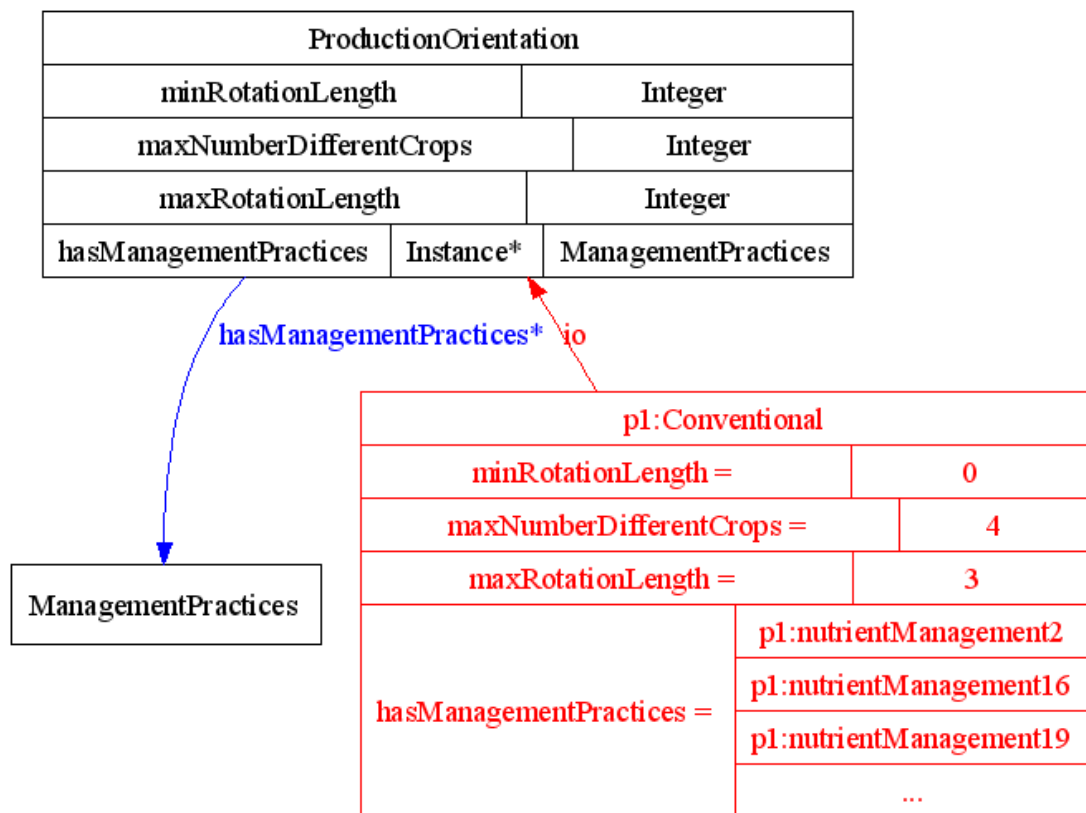 ProductionOrientation
minRotationLength Integer
maxNumberDifferentCrops Integer
maxRotationLength Integer
hasManagementPractices Instance* ManagementPractices
hasManagementPractices* io
p1:Conventional
minRotationLength = 0
maxNumberDifferentCrops = 4
maxRotationLength = 3
ManagementPractices
hasManagementPractices =
p1:nutrientManagement2
p1:nutrientManagement16
p1:nutrientManagement19
...